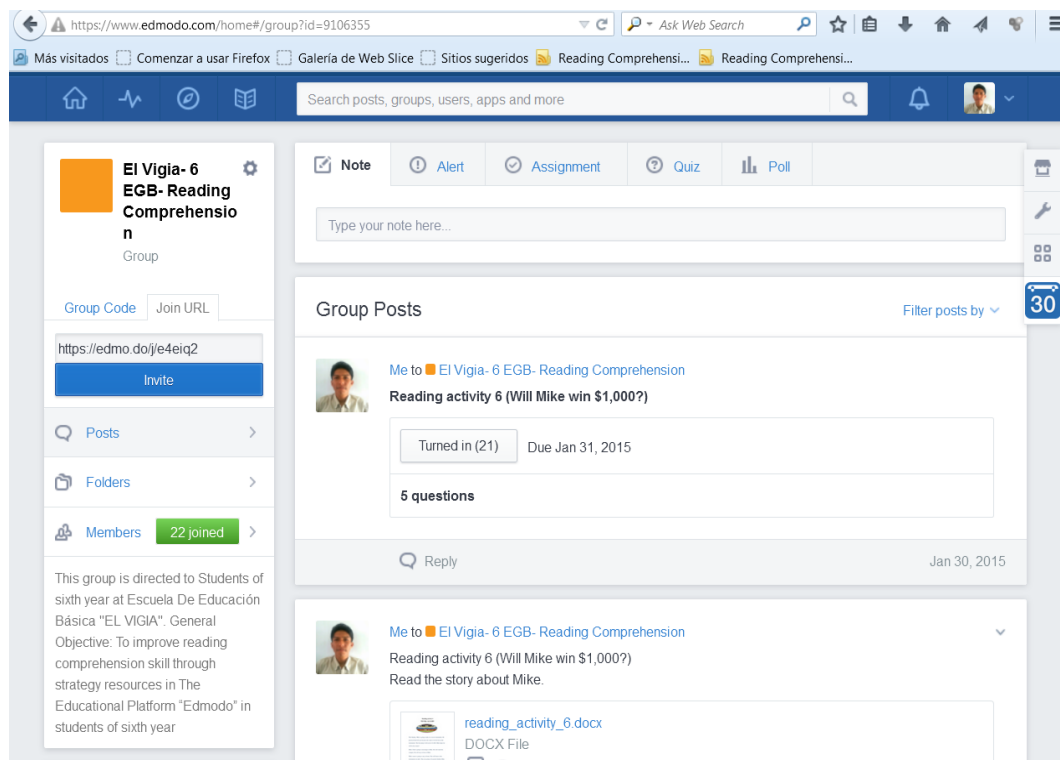 https://www.edmodo.com/home#/group?id=9106355
Ask Web Search
Más visitados
Comenzar a usar Firefox
Galería de Web Slice
Sitios sugeridos
Reading Comprehensi...
Reading Comprehensi...
Search posts, groups, users, apps and more
El Vigia- 6
EGB- Reading
Comprehensio
n
Group
Group Code
Join URL
https://edmo.do/j/e4eiq2
Invite
Posts
Folders
Members
22 joined
This group is directed to Students of
sixth year at Escuela De Educación
Básica "EL VIGIA". General
Objective: To improve reading
comprehension skill through
strategy resources in The
Educational Platform “Edmodo” in
students of sixth year
Note
Alert
Assignment
Quiz
Poll
Type your note here...
Group Posts
Filter posts by
Me to El Vigia- 6 EGB- Reading Comprehension
Reading activity 6 (Will Mike win $1,000?)
Turned in (21)
Due Jan 31, 2015
5 questions
Reply
Jan 30, 2015
Me to El Vigia- 6 EGB- Reading Comprehension
Reading activity 6 (Will Mike win $1,000?)
Read the story about Mike.
reading_activity_6.docx
DOCX File
30